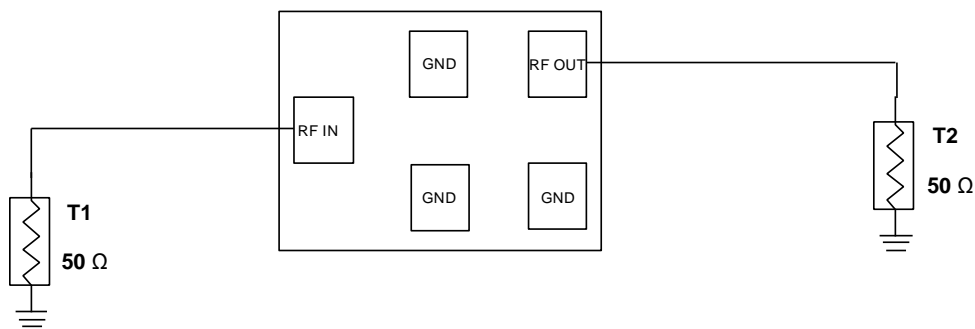 GND
RF OUT
RF IN
T2
50 Ω
GND
GND
T1
50 Ω